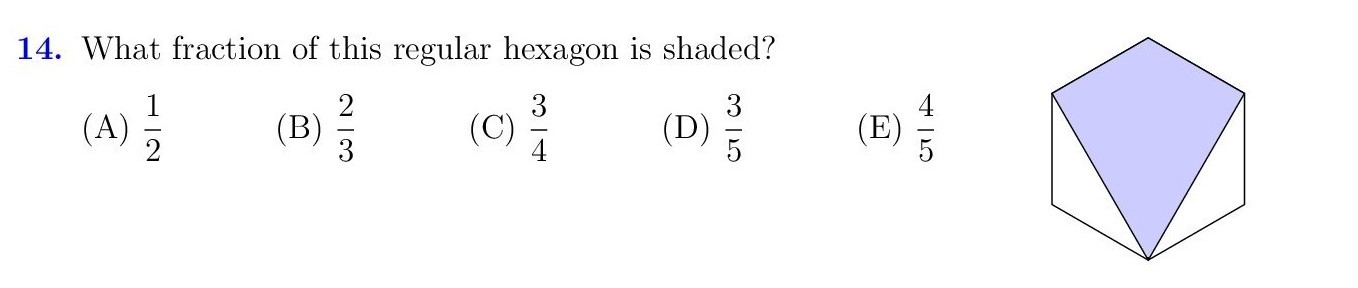 14. What fraction of this regular hexagon is shaded?
(A) 1/2 (B) 2/3 (C) 3/4 (D) 3/5 (E) 4/5